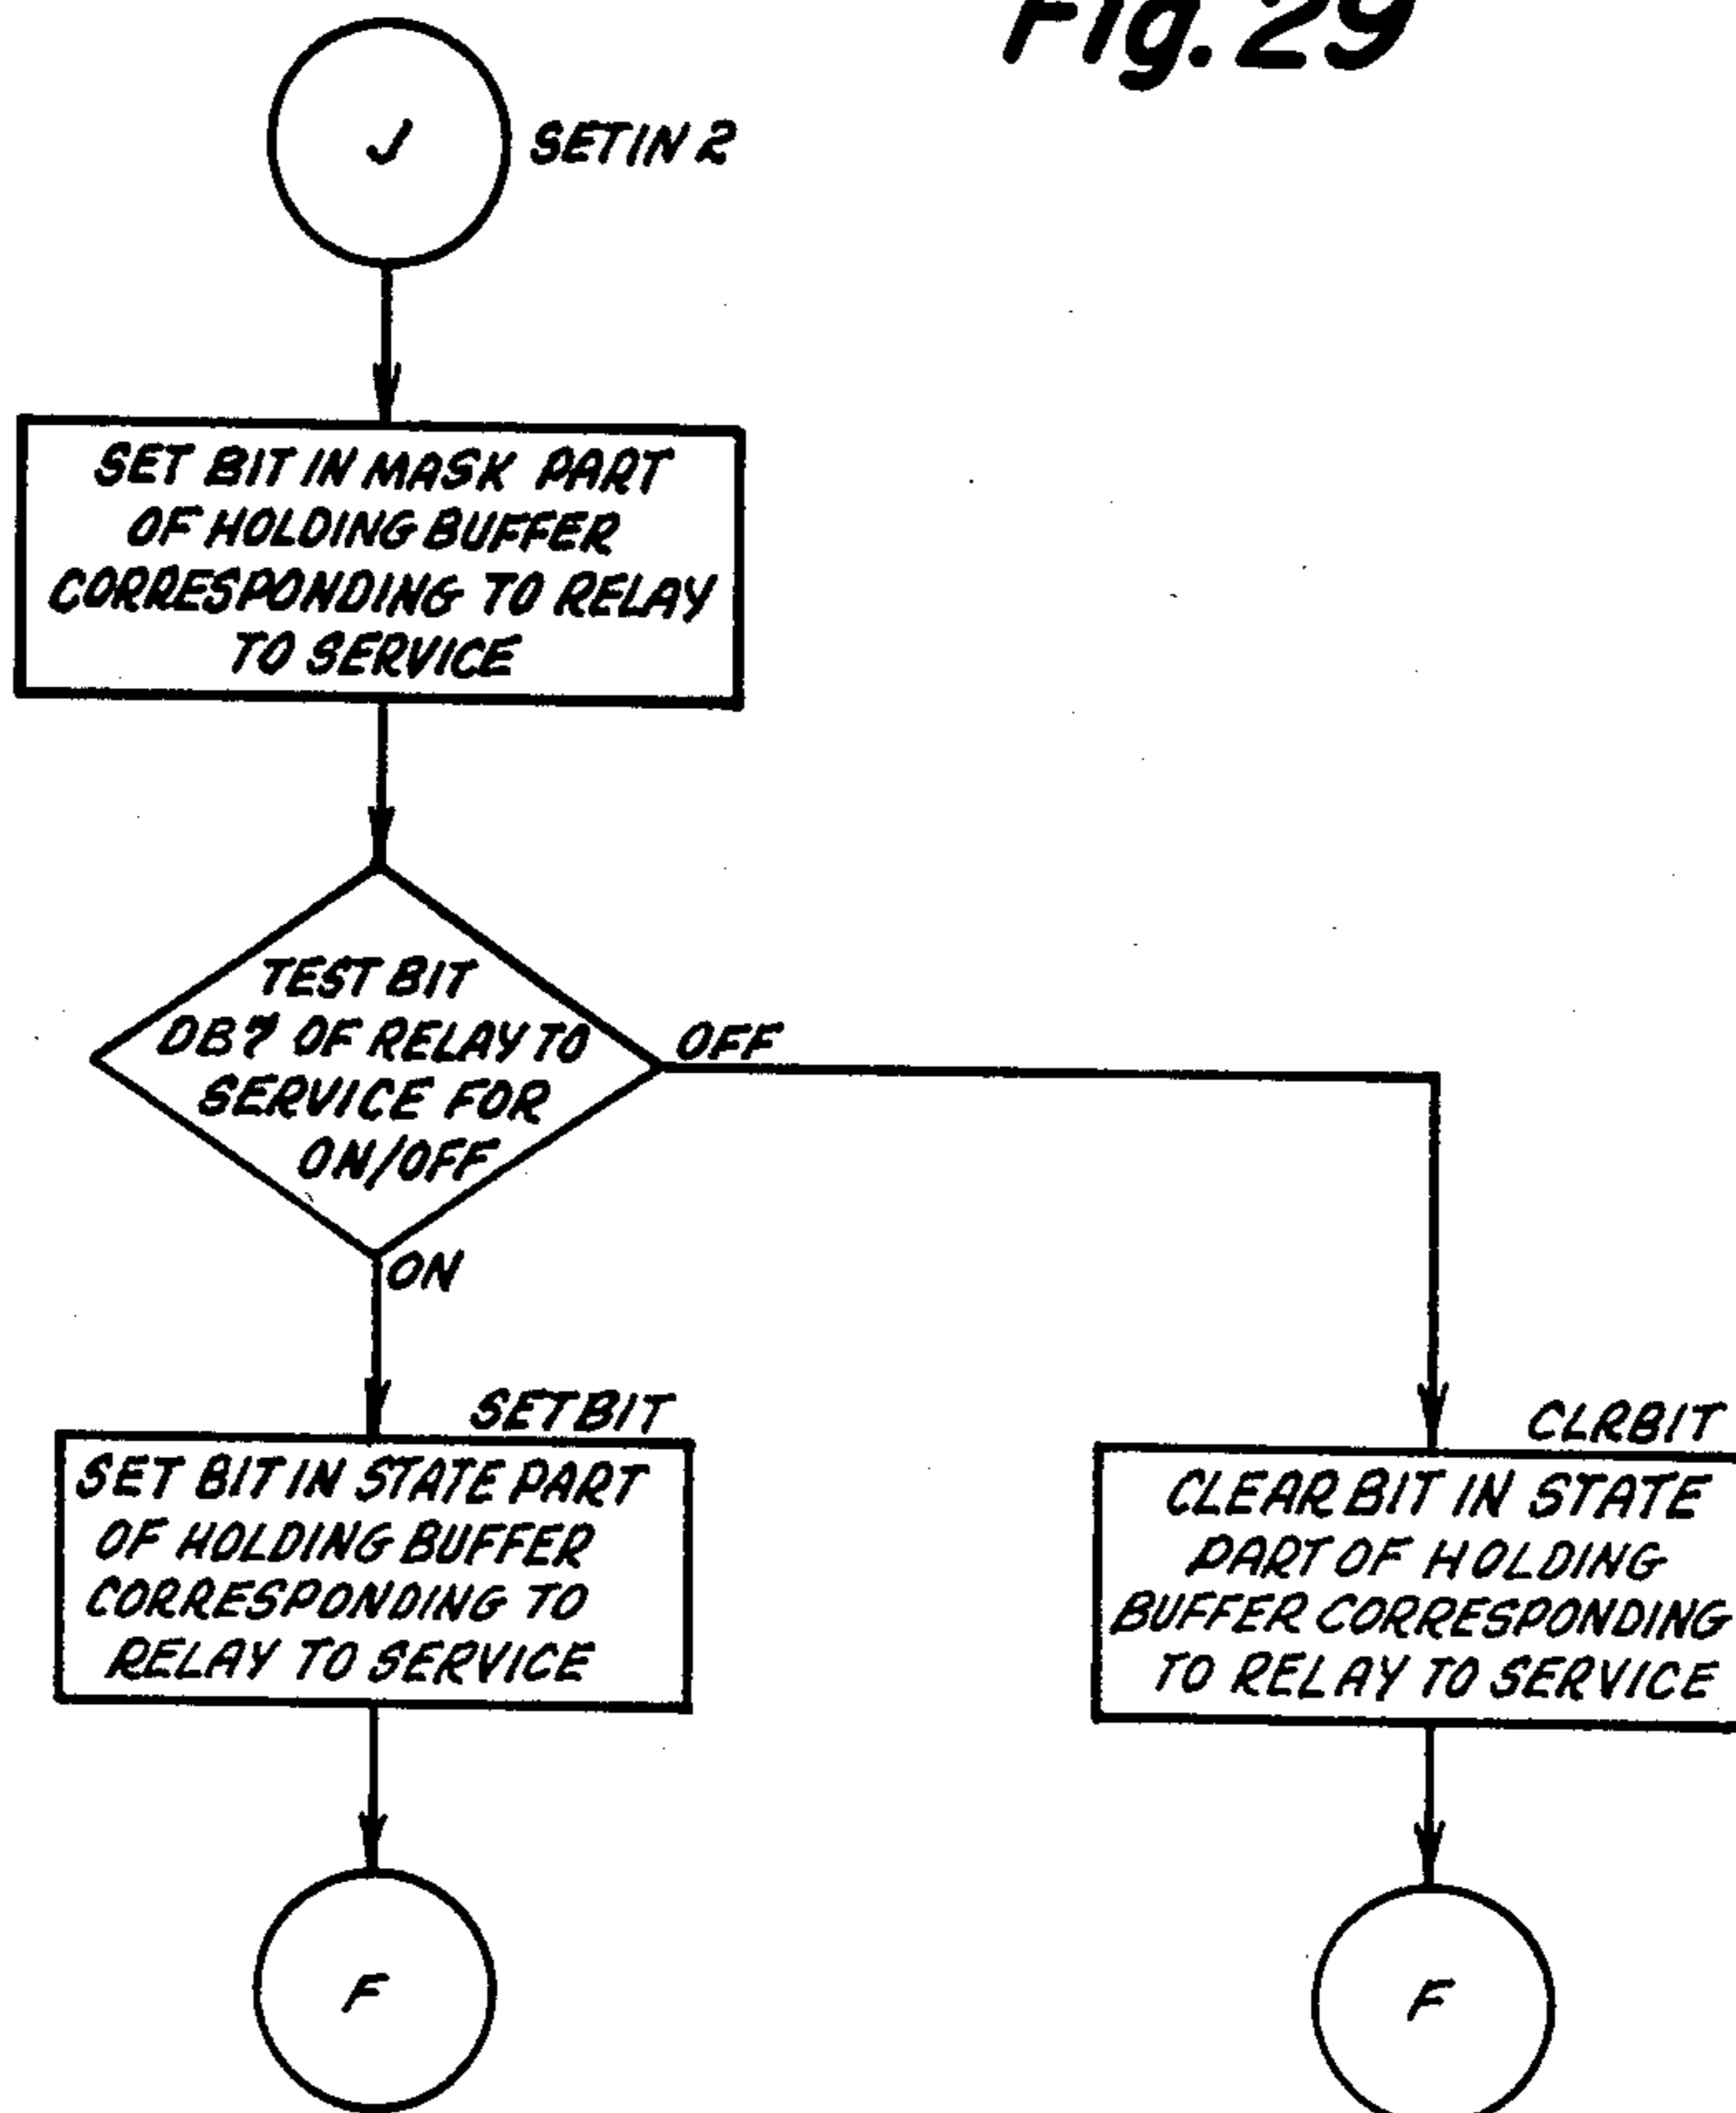 Fig. 29
J
SETIN 2
SET BIT IN MASK PART
OF HOLDING BUFFER
CORRESPONDING TO RELAY
TO SERVICE
TEST BIT
DB7 OF RELAY TO
SERVICE FOR
ON/OFF
OFF
ON
SETBIT
SET BIT IN STATE PART
OF HOLDING BUFFER
CORRESPONDING TO
RELAY TO SERVICE
CLRBIT
CLEAR BIT IN STATE
PART OF HOLDING
BUFFER CORRESPONDING
TO RELAY TO SERVICE
F
F